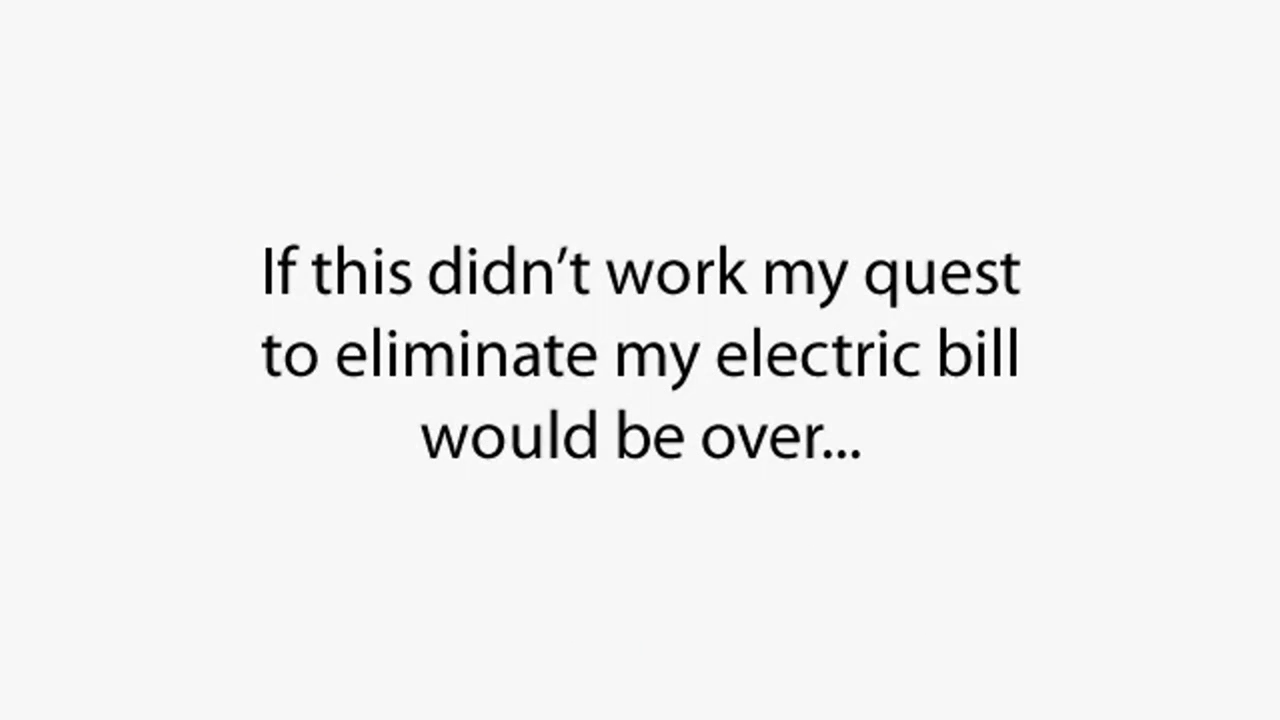 If this didn’t work my quest
to eliminate my electric bill
would be over...